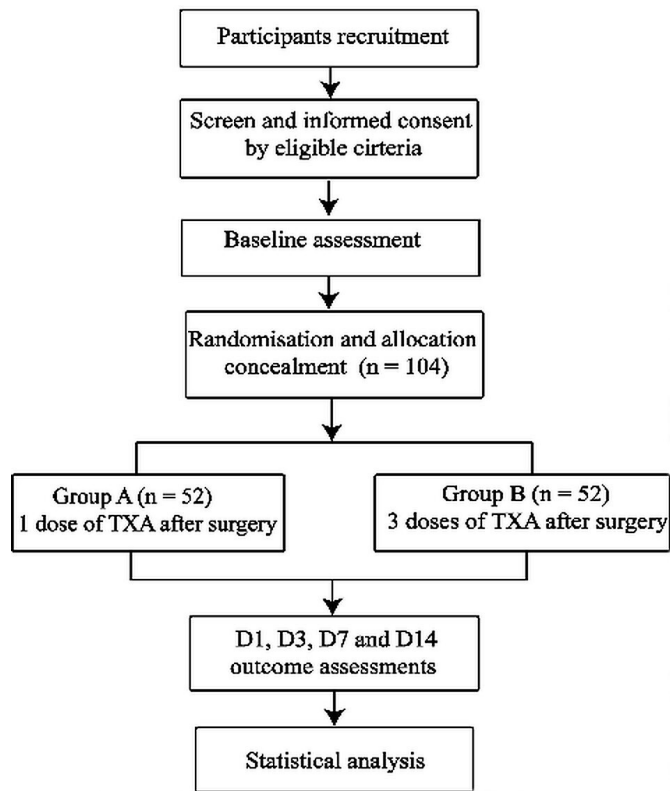 Participants recruitment
Screen and informed consent
by eligible cirteria
Baseline assessment
Randomisation and allocation
concealment (n = 104)
Group A (n = 52)
1 dose of TXA after surgery
Group B (n = 52)
3 doses of TXA after surgery
D1, D3, D7 and D14
outcome assessments
Statistical analysis